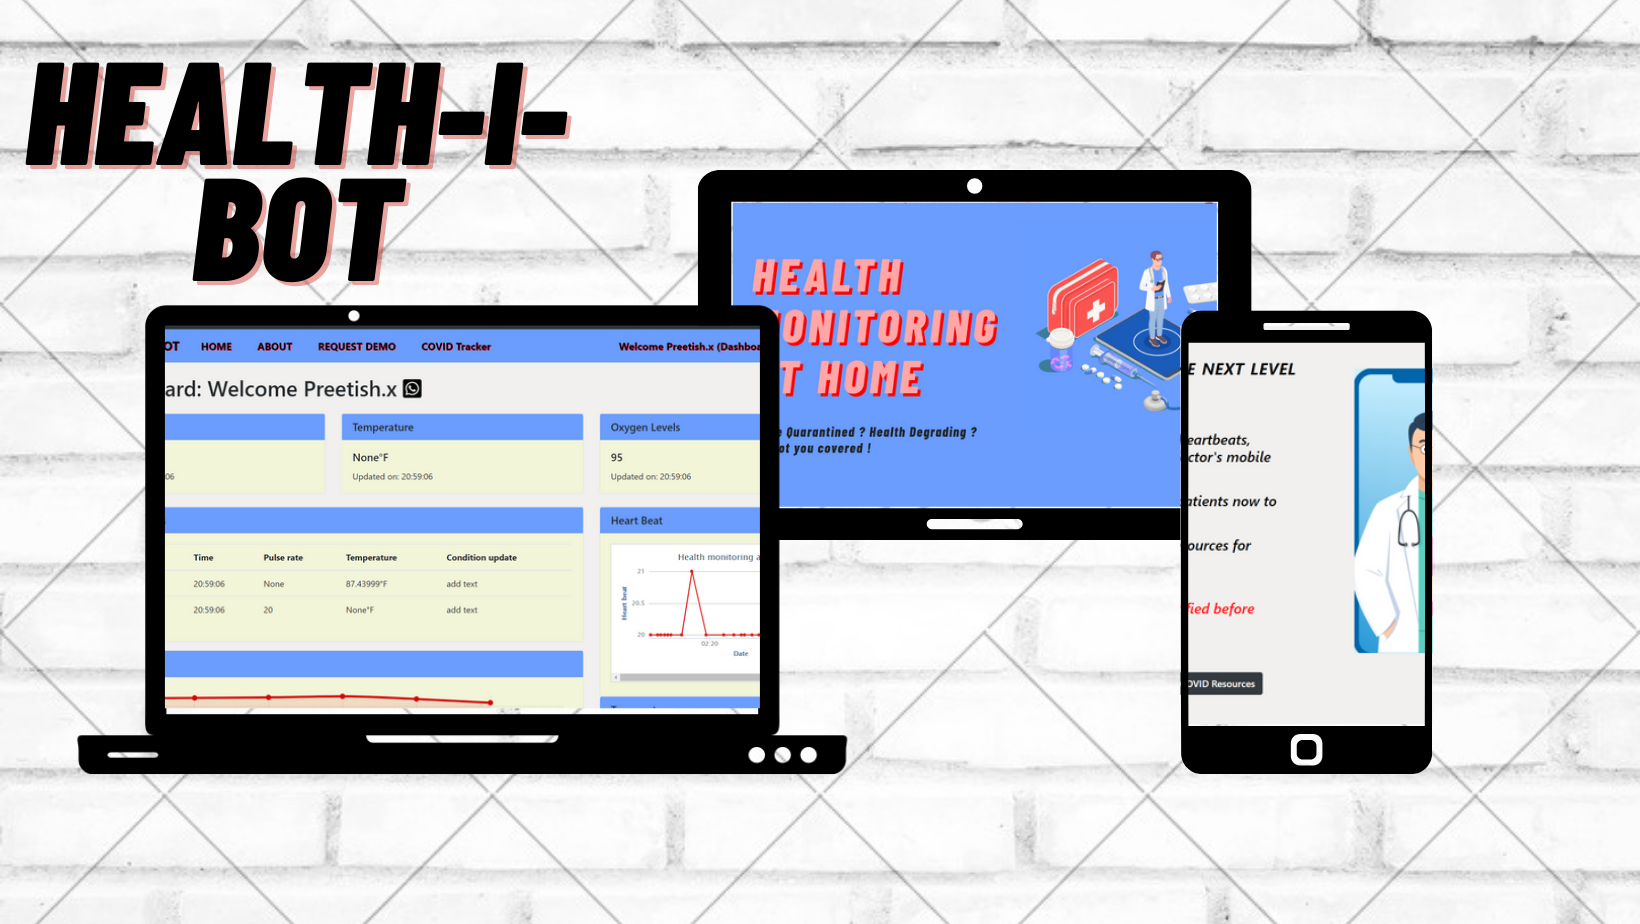 HEALTH-I-
BOT
OT HOME ABOUT REQUEST DEMO COVID Tracker Welcome Preetish.x (Dashboa
ard: Welcome Preetish.x
Temperature
None°F
Updated on: 20:59:06
Oxygen Levels
95
Updated on: 20:59:06
06
Time Pulse rate Temperature Condition update
20:59:06 None 87.43999°F add text
20:59:06 20 None°F add text
Heart Beat
Health monitoring a
21
20.5
20
Heart beat
02:20
Date
HEALTH
ONITORING
T HOME
e Quarantined ? Health Degrading ?
ot you covered !
E NEXT LEVEL
eartbeats,
ctor's mobile
atients now to
ources for
fied before
OVID Resources